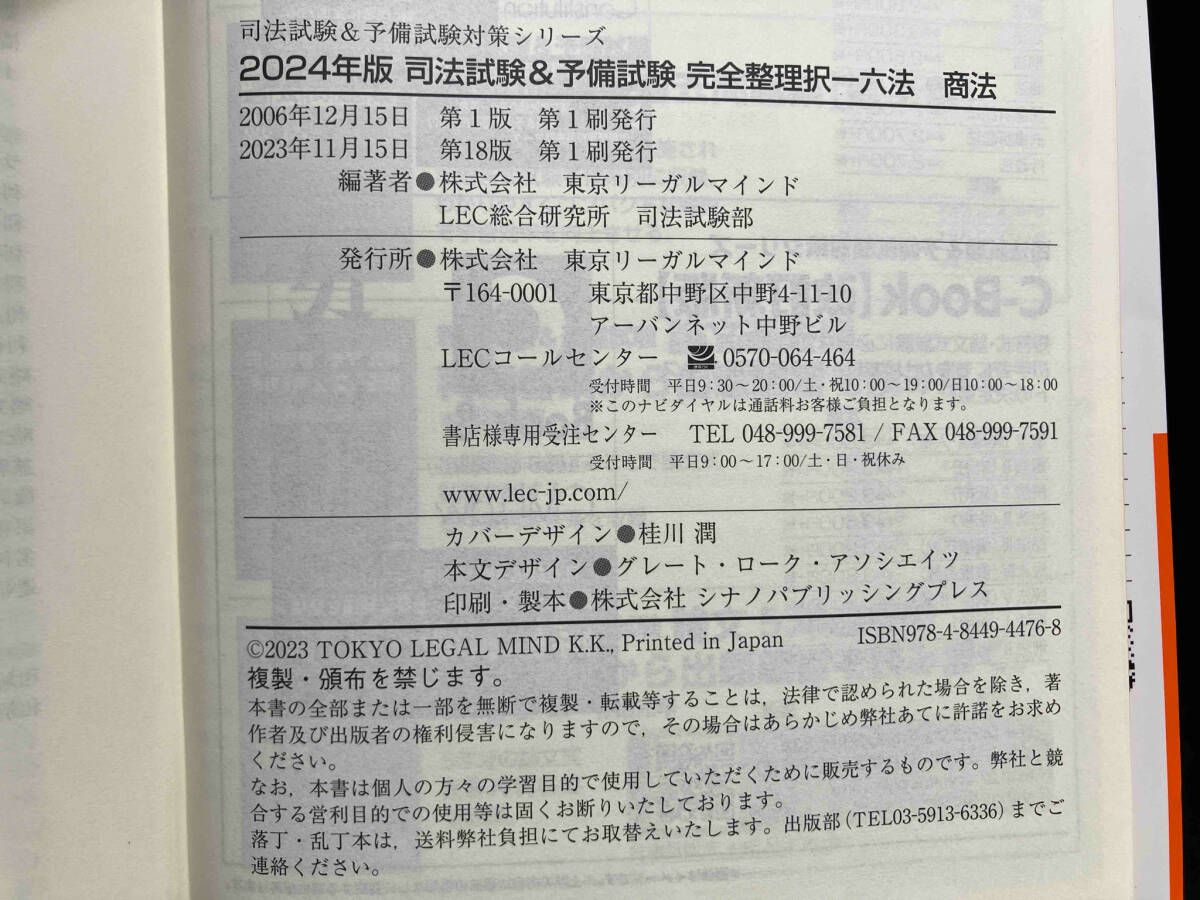 司法試験＆予備試験対策シリーズ
2024年版 司法試験＆予備試験 完全整理択一六法　商法
2006年12月15日　第1版　第1刷発行
2023年11月15日　第18版　第1刷発行
編著者●株式会社　東京リーガルマインド
LEC総合研究所　司法試験部
発行所●株式会社　東京リーガルマインド
〒164-0001　東京都中野区中野4-11-10
アーバンネット中野ビル
LECコールセンター　0570-064-464
受付時間　平日9：30～20：00/土・祝10：00～19：00/日10：00～18：00
※このナビダイヤルは通話料お客様ご負担となります。
書店様専用受注センター　TEL 048-999-7581 / FAX 048-999-7591
受付時間　平日9：00～17：00/土・日・祝休み
www.lec-jp.com/
カバーデザイン●桂川 潤
本文デザイン●グレート・ローク・アソシエイツ
印刷・製本●株式会社 シナノパブリッシングプレス
©2023 TOKYO LEGAL MIND K.K., Printed in Japan　ISBN978-4-8449-4476-8
複製・頒布を禁じます。
本書の全部または一部を無断で複製・転載等することは，法律で認められた場合を除き，著
作者及び出版者の権利侵害になりますので，その場合はあらかじめ弊社あてに許諾をお求め
ください。
なお，本書は個人の方々の学習目的で使用していただくために販売するものです。弊社と競
合する営利目的での使用等は固くお断りいたしております。
落丁・乱丁本は，送料弊社負担にてお取替えいたします。出版部（TEL03-5913-6336）までご
連絡ください。